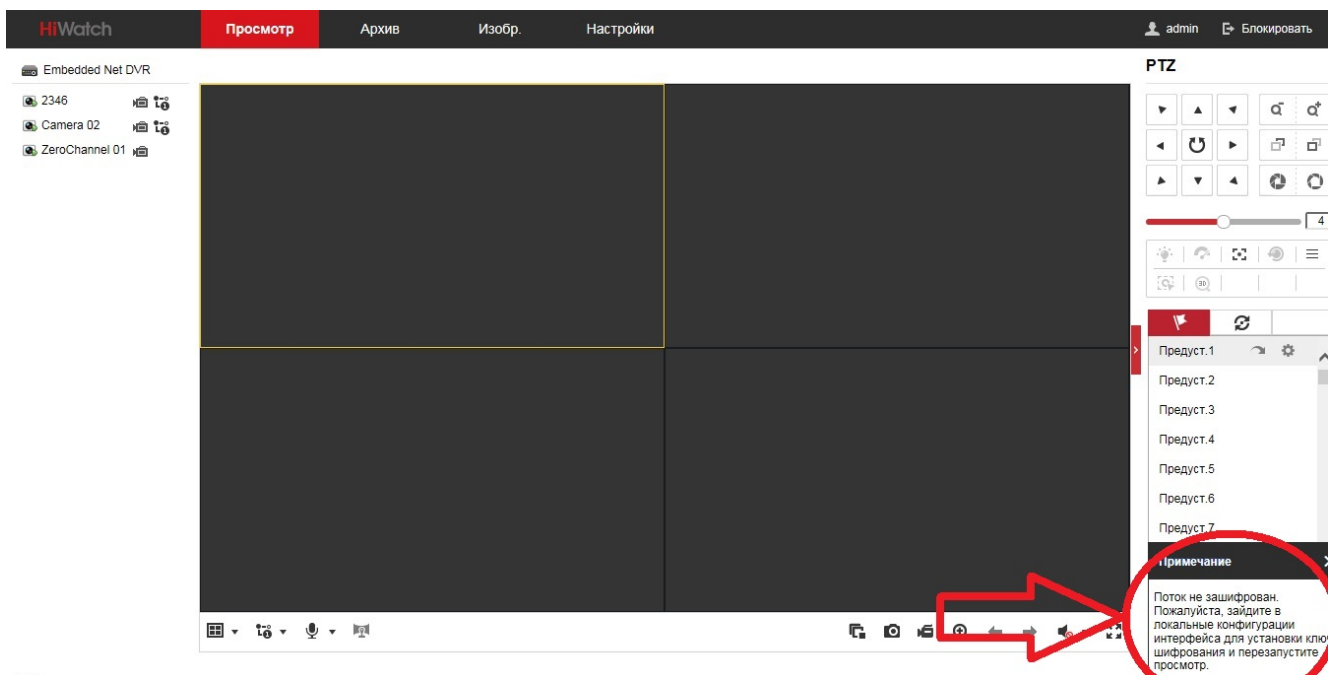 HiWatch
Просмотр
Архив
Изобр.
Настройки
admin
Блокировать
Embedded Net DVR
2346
Camera 02
ZeroChannel 01
PTZ
4
3D
Предуст.1
Предуст.2
Предуст.3
Предуст.4
Предуст.5
Предуст.6
Предуст.7
Примечание
Поток не зашифрован.
Пожалуйста, зайдите в
локальные конфигурации
интерфейса для установки ключ
шифрования и перезапустите
просмотр.